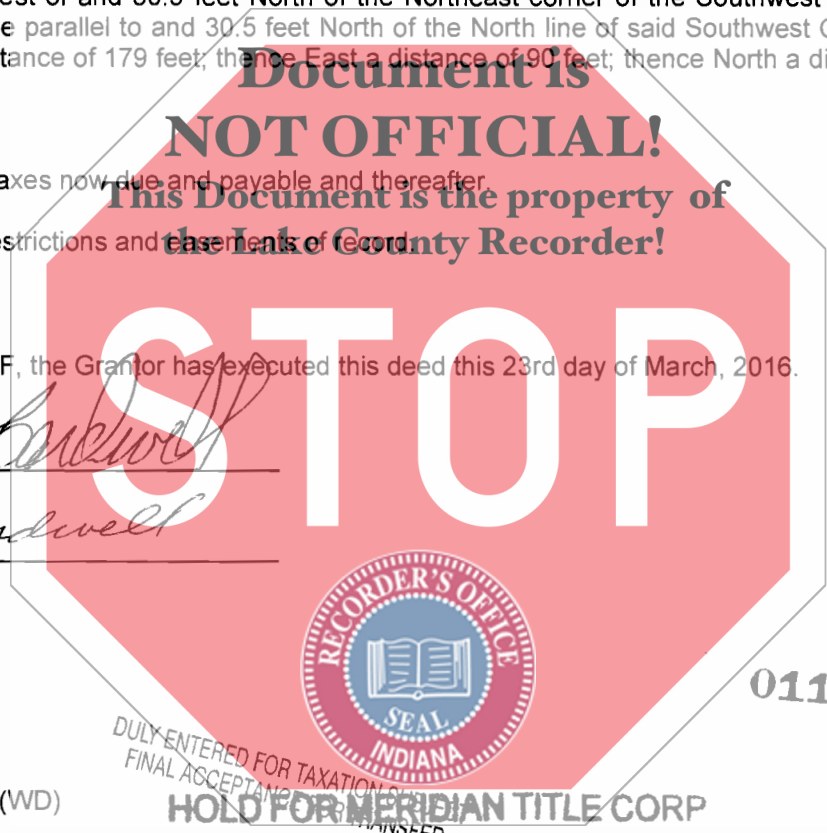 est of and 30.5 feet North of the Northeast corner of the Southwest
e parallel to and 30.5 feet North of the North line of said Southwest
tance of 179 feet; thence East a distance of 90 feet; thence North a di
Document is
NOT OFFICIAL!
axes now due and payable and thereafter.
This Document is the property of
strictions and easements of record.
the Lake County Recorder!
STOP
F, the Grantor has executed this deed this 23rd day of March, 2016.
RECORDER'S OFFICE
SEAL
INDIANA
011
DULY ENTERED FOR TAXATION
FINAL ACCEPTANCE FOR TRANSFER
(WD)
HOLD FOR MERIDIAN TITLE CORP